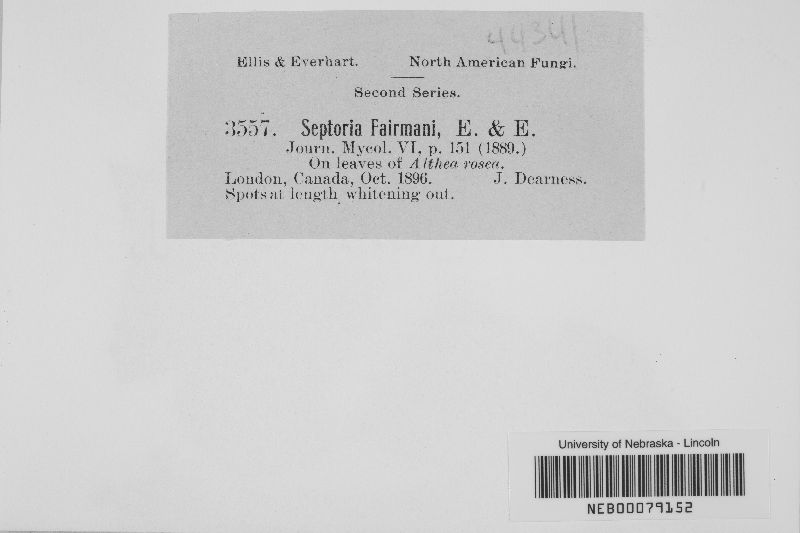 44341
Ellis & Everhart. North American Fungi.
Second Series.
3557. Septoria Fairmani, E. & E.
Journ. Mycol. VI, p. 151 (1889.)
On leaves of Althea rosea.
London, Canada, Oct. 1896. J. Dearness.
Spots at length whitening out.
University of Nebraska - Lincoln
NEB00079152